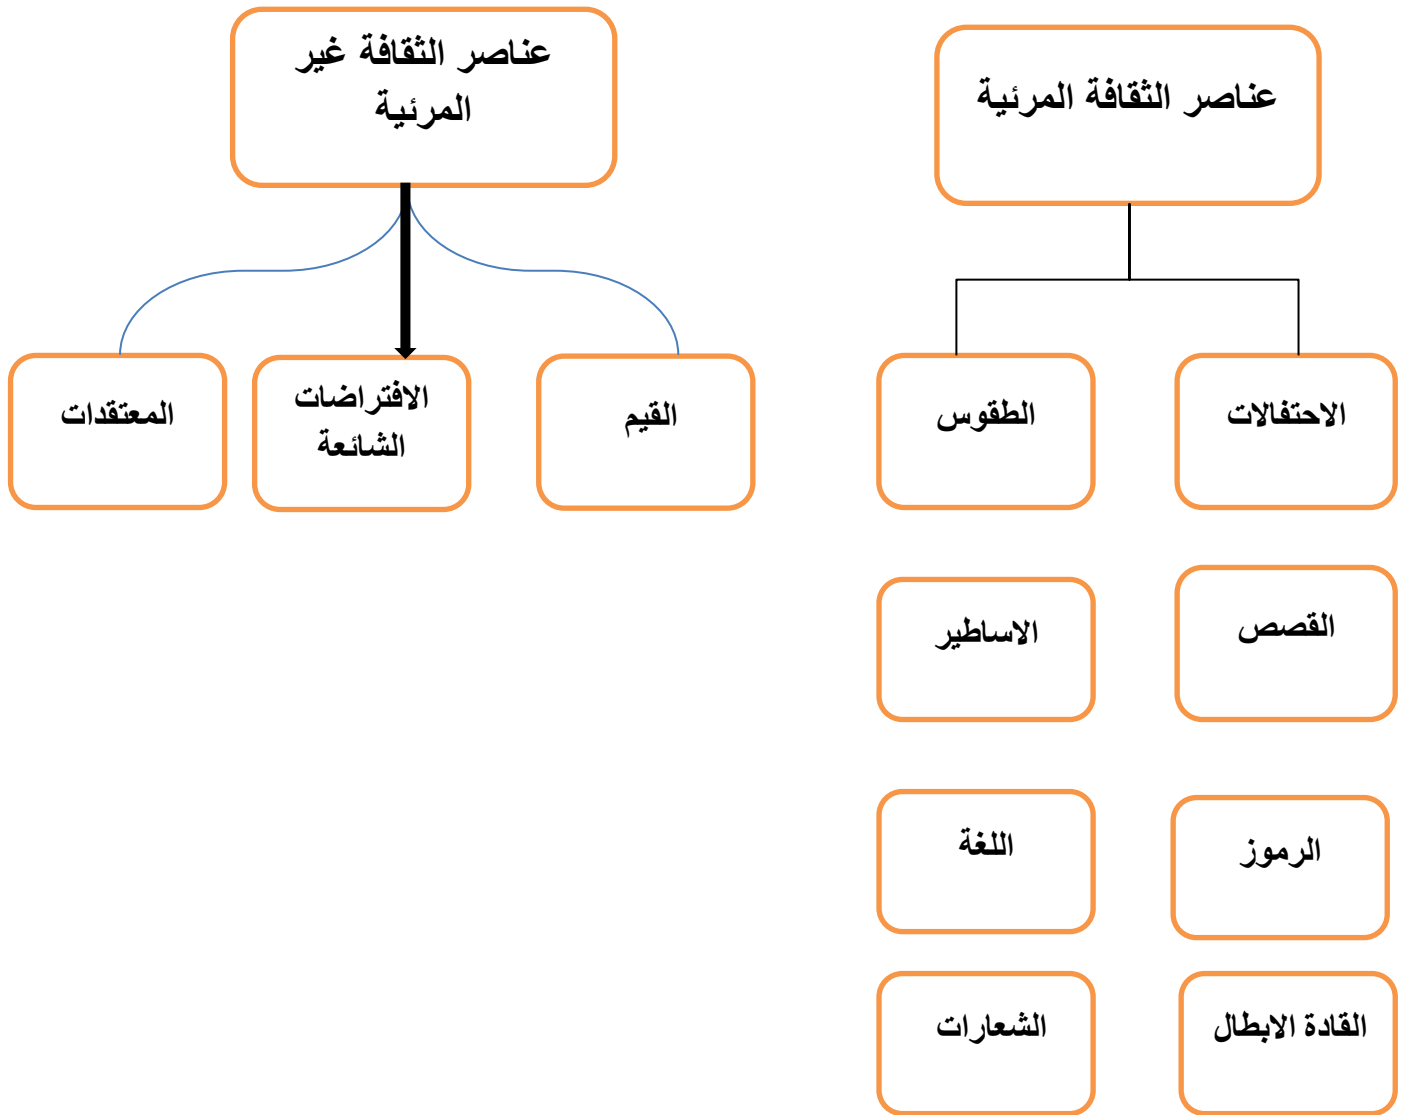 عناصر الثقافة المرئية
عناصر الثقافة غير
المرئية
الاحتفالات
الطقوس
القيم
الافتراضات
الشائعة
المعتقدات
القصص
الاساطير
الرموز
اللغة
القادة الابطال
الشعارات